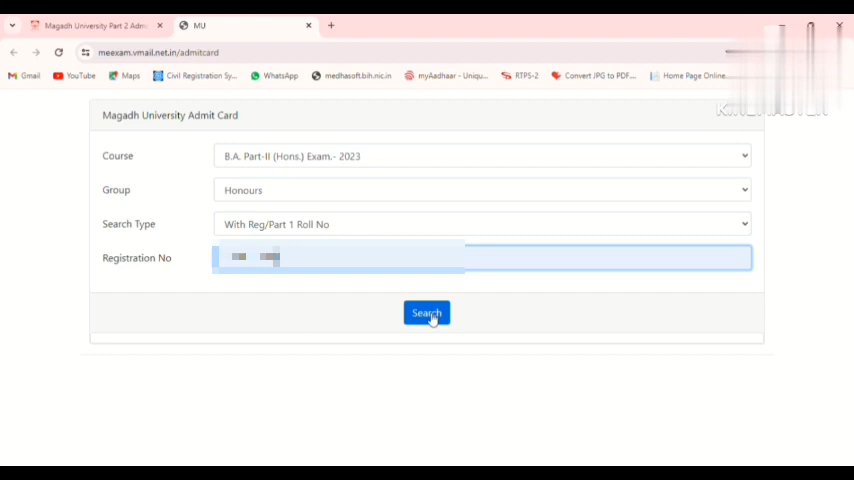 Magadh University Part 2 Adm
MU
meexam.vmail.net.in/admitcard
Gmail
YouTube
Maps
Civil Registration Sy...
WhatsApp
medhasoft.bih.nic.in
myAadhaar - Uniqu...
RTPS-2
Convert JPG to PDF...
Home Page Online...
KINEMASTER
Magadh University Admit Card
Course
B.A. Part-II (Hons.) Exam.- 2023
Group
Honours
Search Type
With Reg/Part 1 Roll No
Registration No
Search